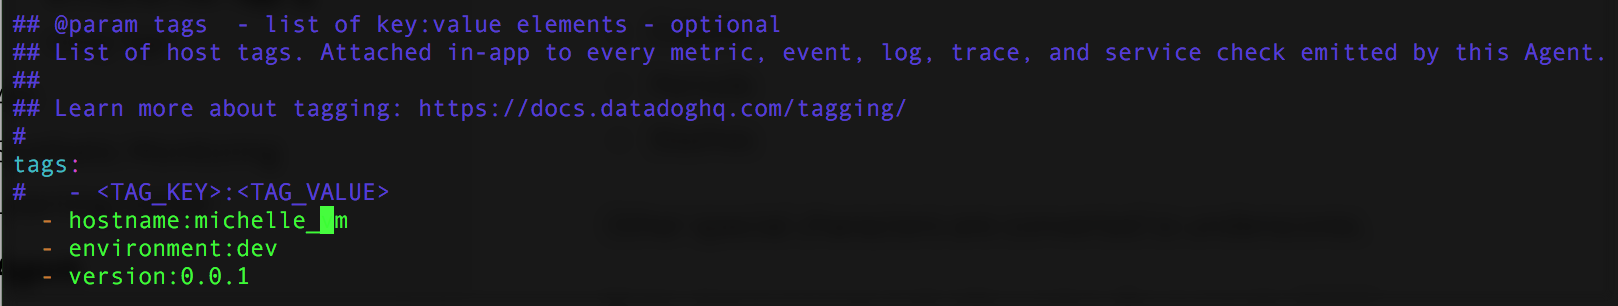 ## @param tags  - list of key:value elements - optional
## List of host tags. Attached in-app to every metric, event, log, trace, and service check emitted by this Agent.
##
## Learn more about tagging: https://docs.datadoghq.com/tagging/
#
tags:
#   - <TAG_KEY>:<TAG_VALUE>
  - hostname:michelle_ m
  - environment:dev
  - version:0.0.1